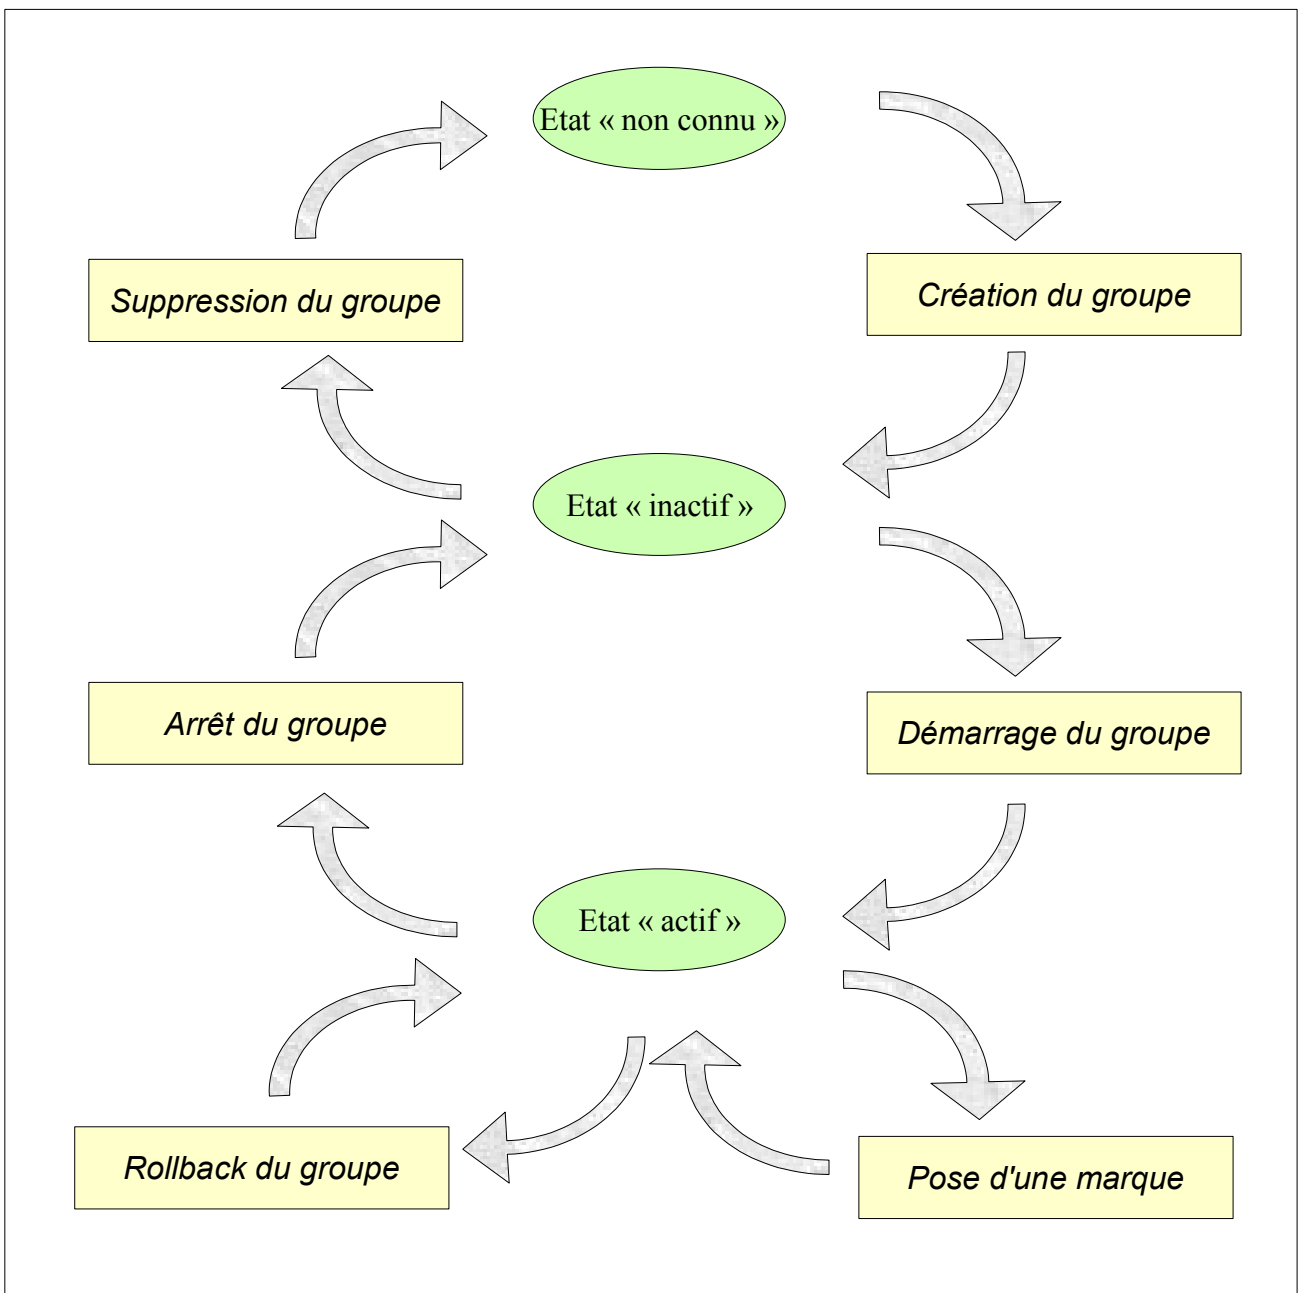 Etat « non connu »
Suppression du groupe
Création du groupe
Etat « inactif »
Arrêt du groupe
Démarrage du groupe
Etat « actif »
Rollback du groupe
Pose d'une marque